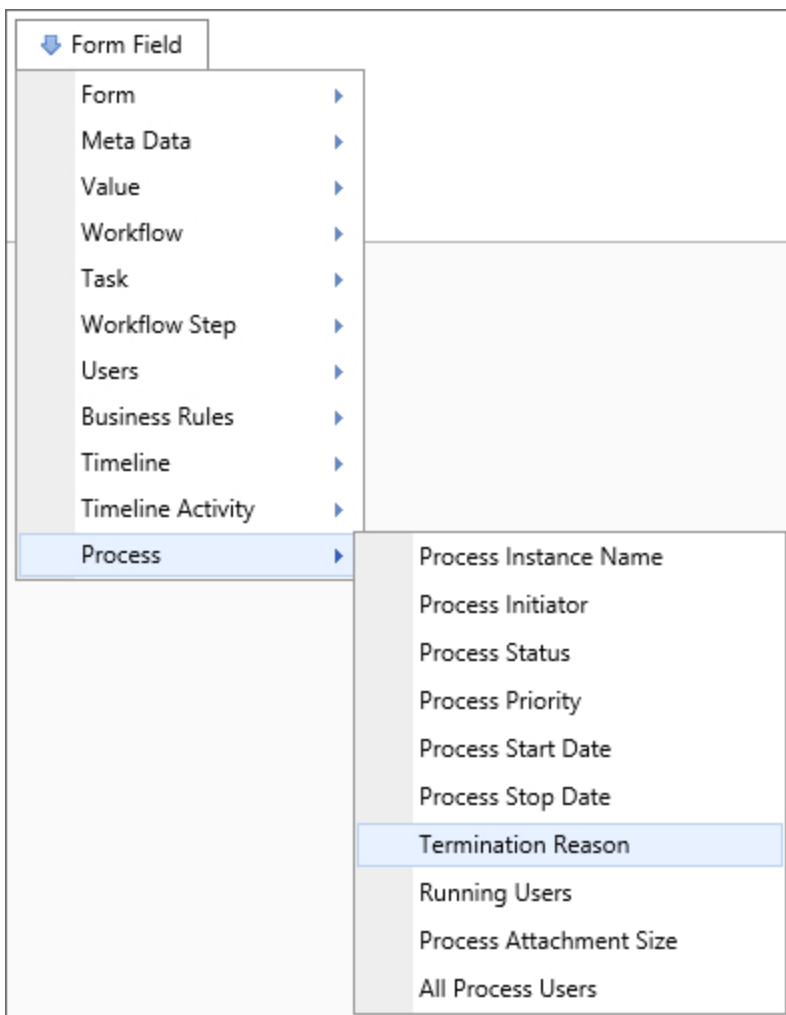 Form Field
Form
Meta Data
Value
Workflow
Task
Workflow Step
Users
Business Rules
Timeline
Timeline Activity
Process
Process Instance Name
Process Initiator
Process Status
Process Priority
Process Start Date
Process Stop Date
Termination Reason
Running Users
Process Attachment Size
All Process Users